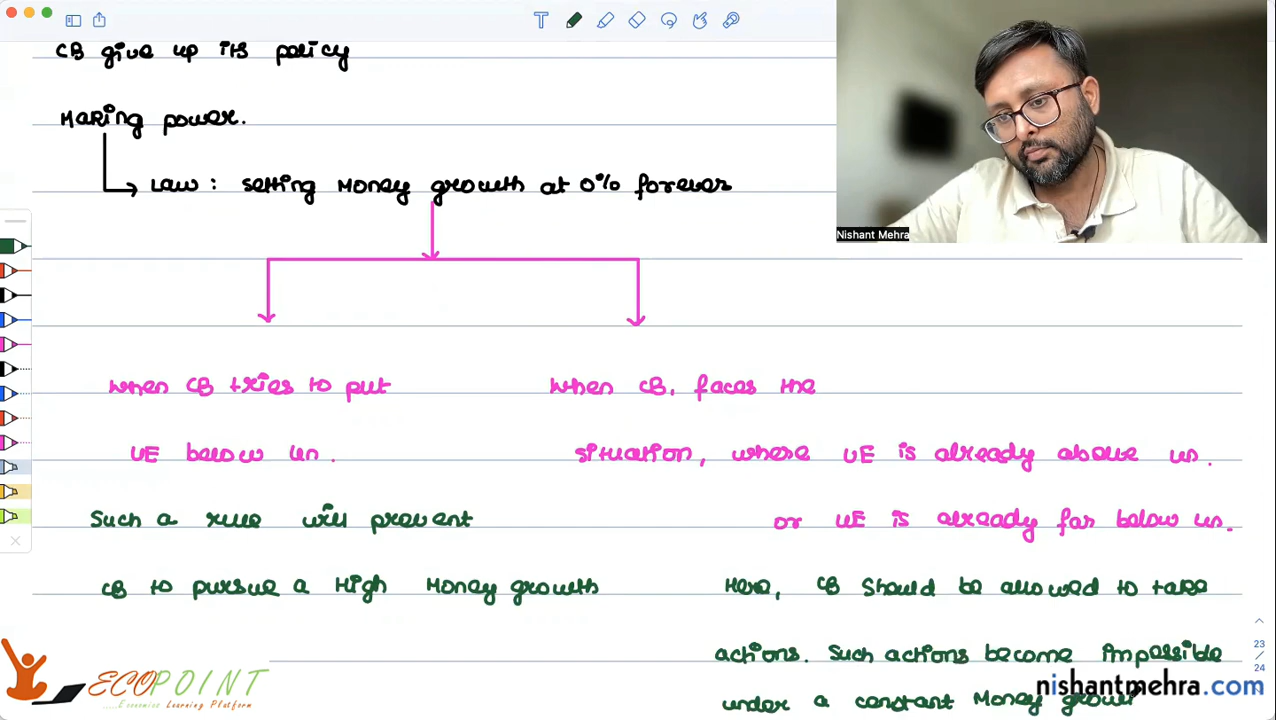 CB give up its policy
Making power.
Law : setting Money growth at 0% forever
Nishant Mehra
When CB tries to put
UE below Un.
Such a rule will prevent
CB to pursue a High Money growth
When CB, faces the
situation, where UE is already above Un.
or UE is already far below Un.
Here, CB should be allowed to take
actions. Such actions become impossible
under a constant Money growth
23
/
24
ECOPOINT
Economics Learning Platform
nishantmehra.com